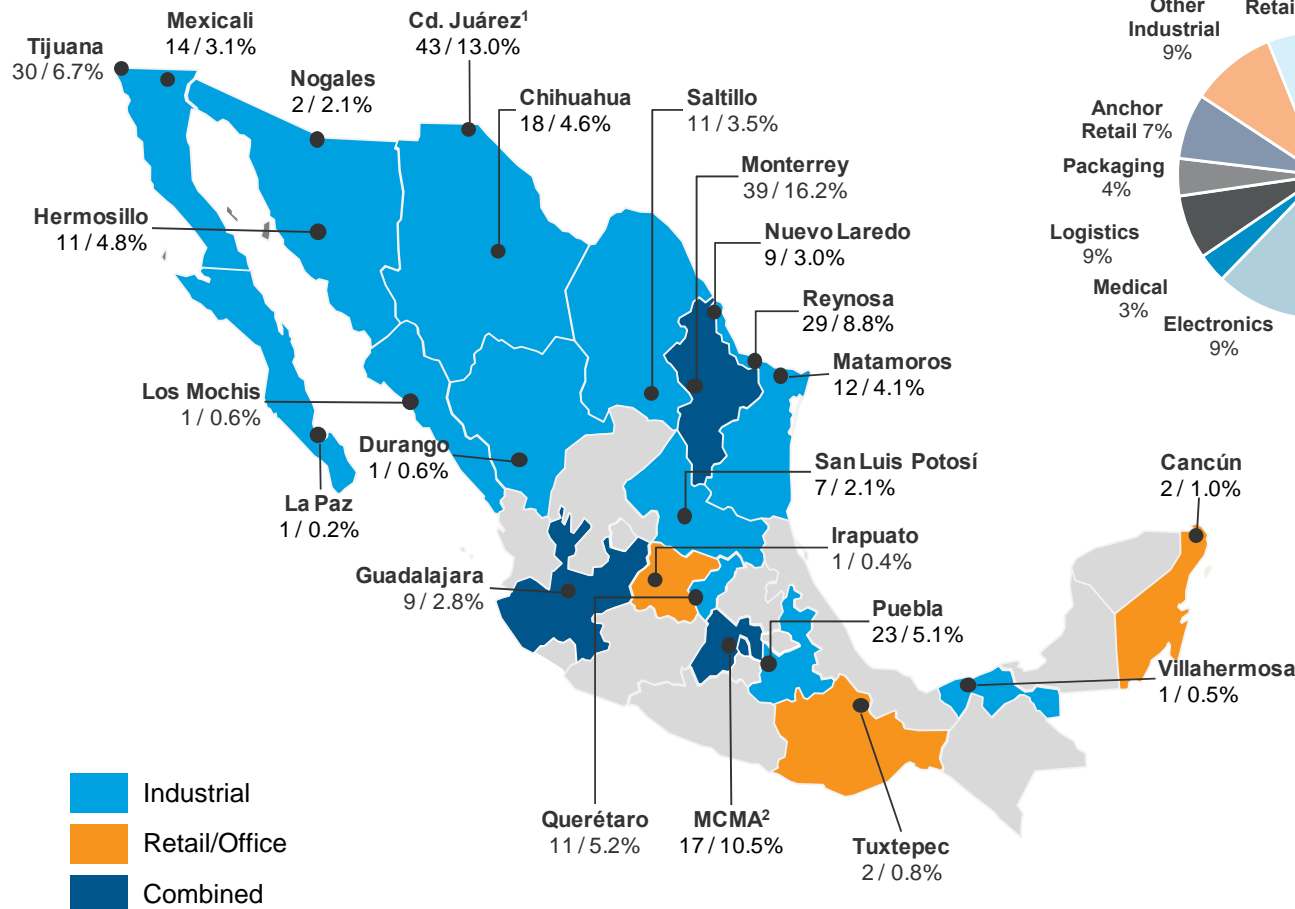 Mexicali
14 / 3.1%
Cd. Juárez¹
43 / 13.0%
Tijuana
30 / 6.7%
Nogales
2 / 2.1%
Chihuahua
18 / 4.6%
Saltillo
11 / 3.5%
Monterrey
39 / 16.2%
Hermosillo
11 / 4.8%
Nuevo Laredo
9 / 3.0%
Reynosa
29 / 8.8%
Matamoros
12 / 4.1%
Los Mochis
1 / 0.6%
Durango
1 / 0.6%
La Paz
1 / 0.2%
San Luis Potosí
7 / 2.1%
Cancún
2 / 1.0%
Irapuato
1 / 0.4%
Guadalajara
9 / 2.8%
Puebla
23 / 5.1%
Villahermosa
1 / 0.5%
Querétaro
11 / 5.2%
MCMA²
17 / 10.5%
Tuxtepec
2 / 0.8%
Industrial
Retail/Office
Combined
Other
Industrial
9%
Retai
Anchor
Retail 7%
Packaging
4%
Logistics
9%
Medical
3%
Electronics
9%